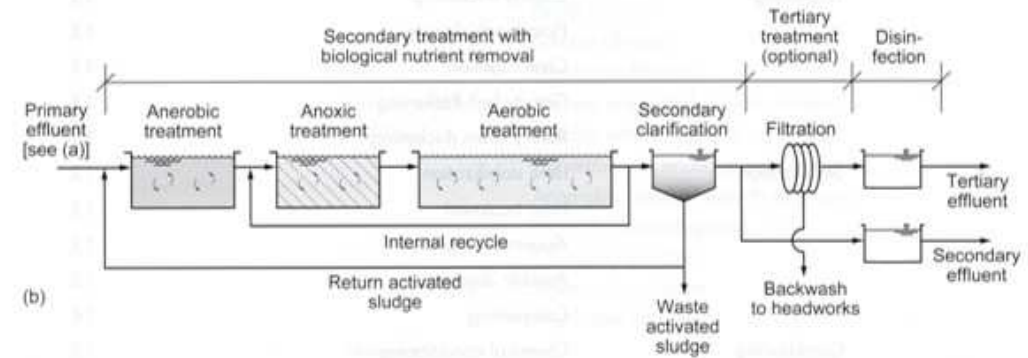 Secondary treatment with
biological nutrient removal
Tertiary
treatment
(optional)
Disin-
fection
Primary
effluent
[see (a)]
Anerobic
treatment
Anoxic
treatment
Aerobic
treatment
Secondary
clarification
Filtration
Tertiary
effluent
Internal recycle
Secondary
effluent
Return activated
sludge
Backwash
to headworks
Waste
activated
sludge
(b)